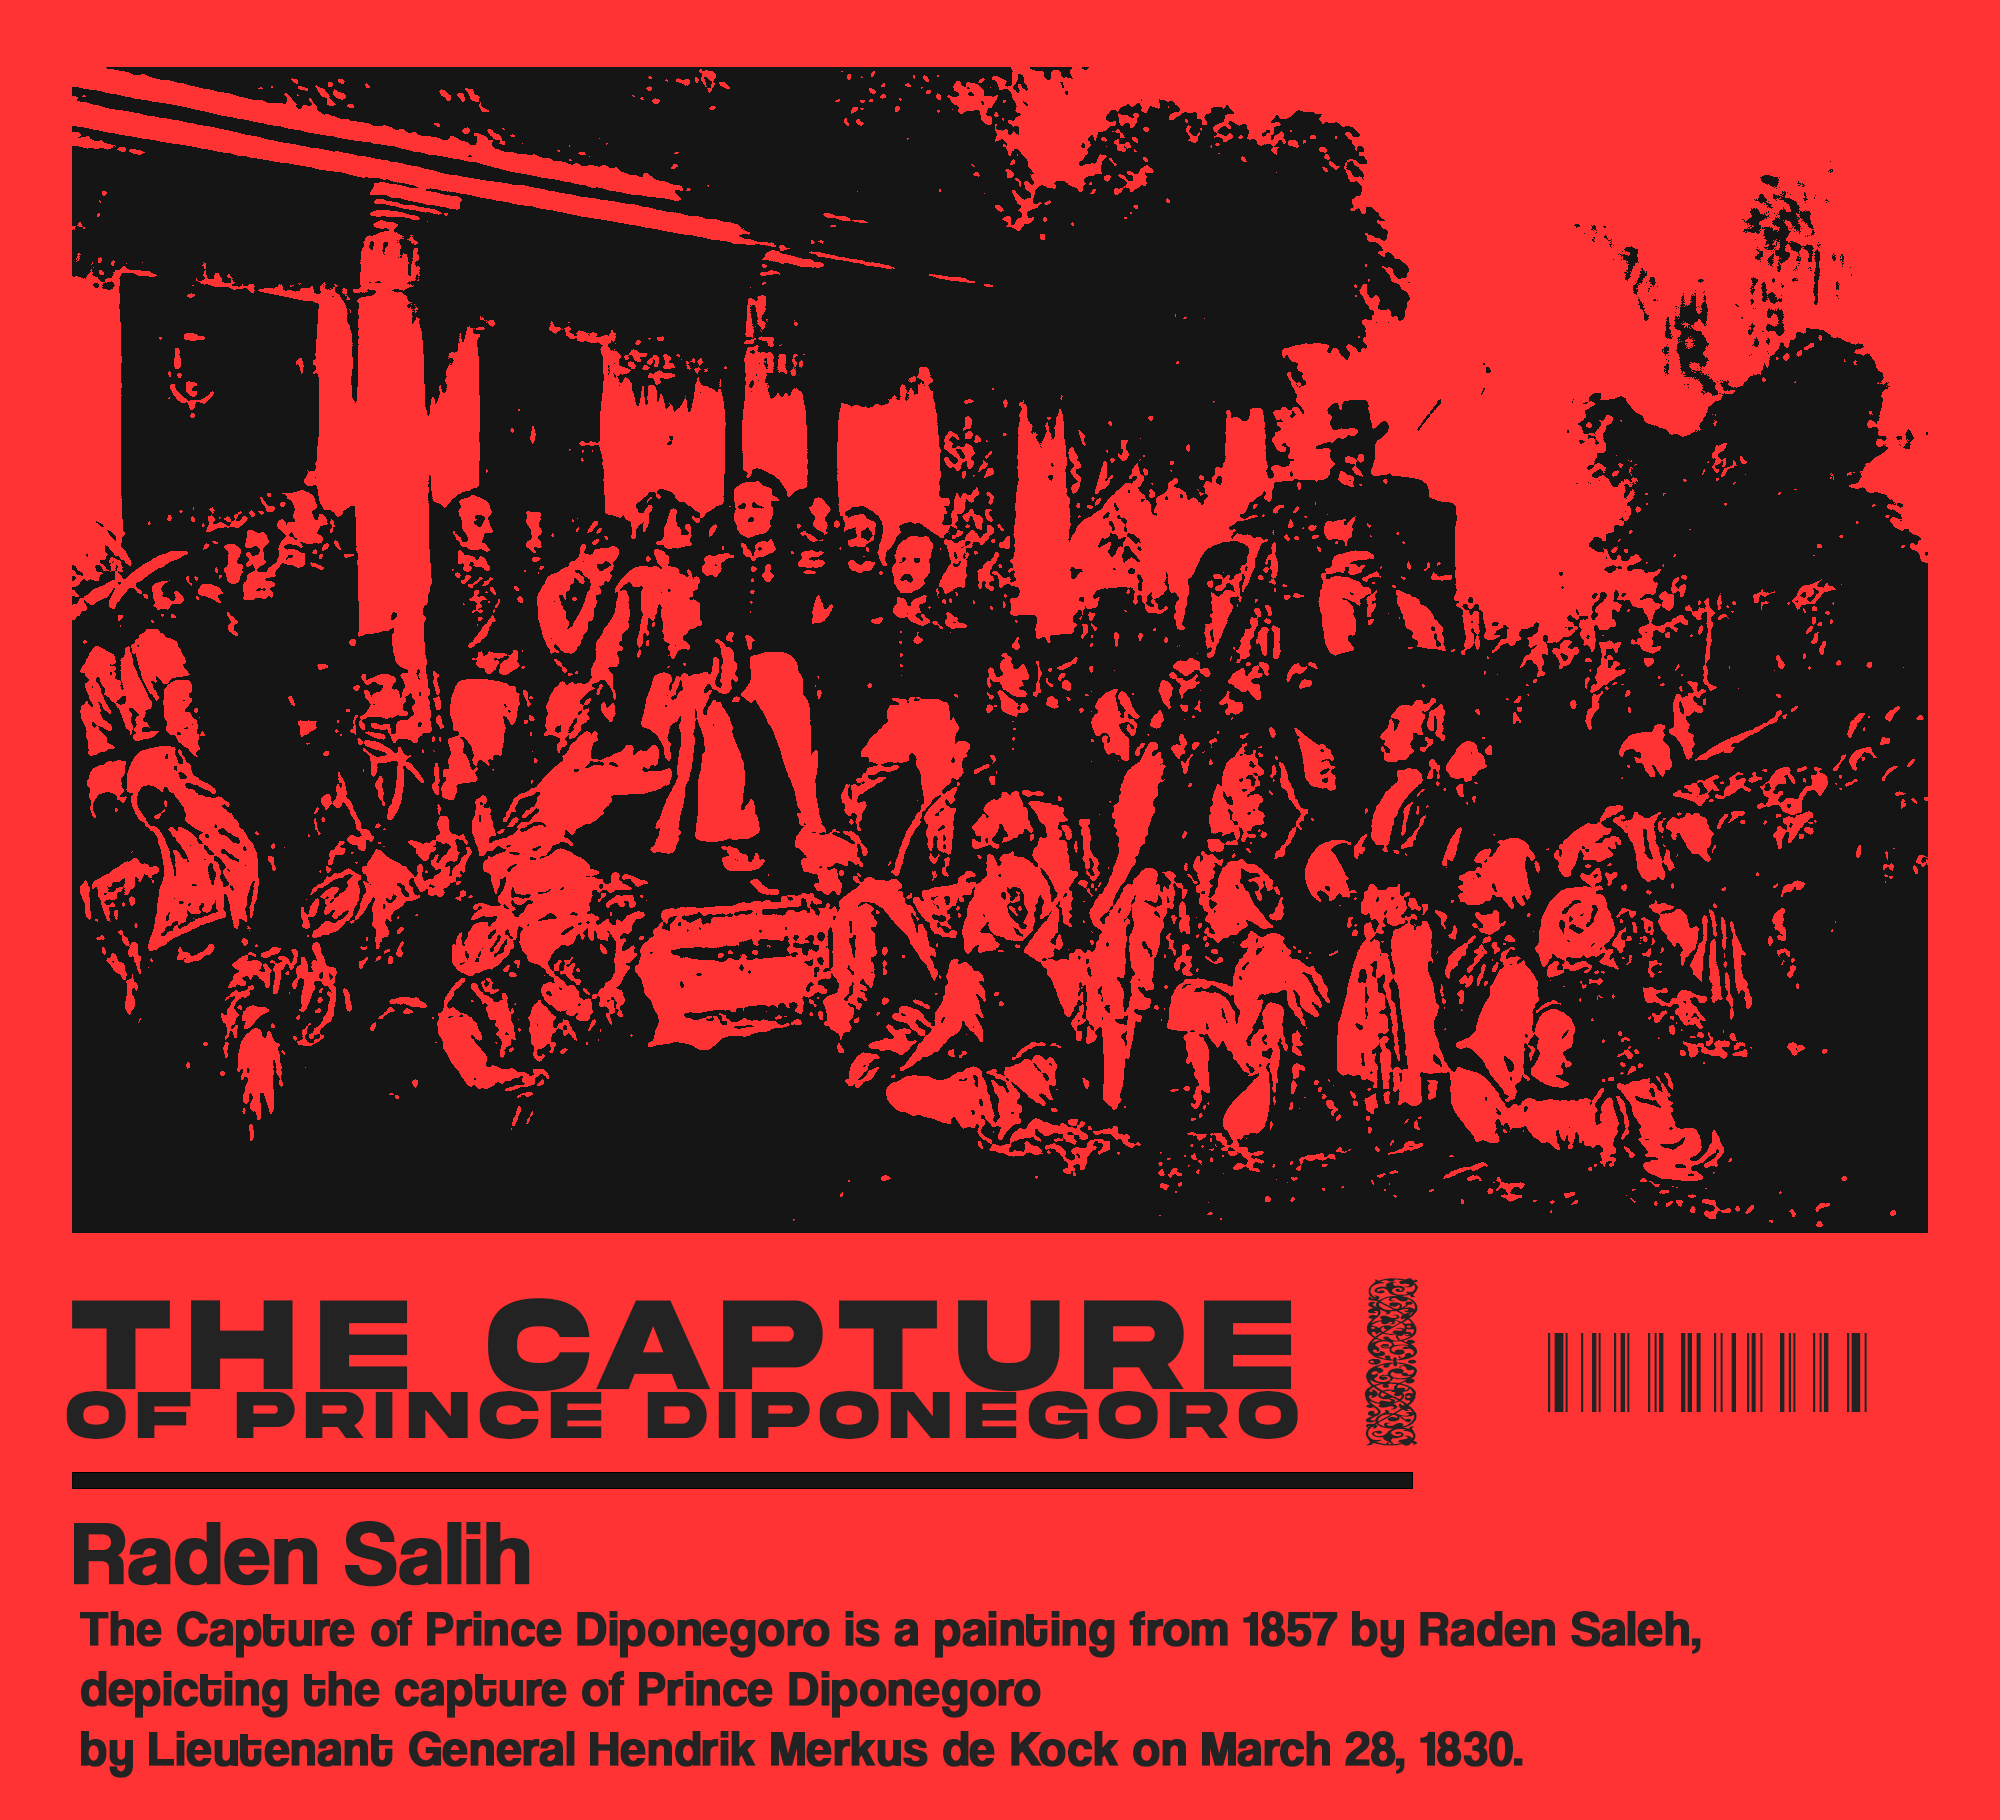 THE CAPTURE
OF PRINCE DIPONEGORO
Raden Salih
The Capture of Prince Diponegoro is a painting from 1857 by Raden Saleh,
depicting the capture of Prince Diponegoro
by Lieutenant General Hendrik Merkus de Kock on March 28, 1830.